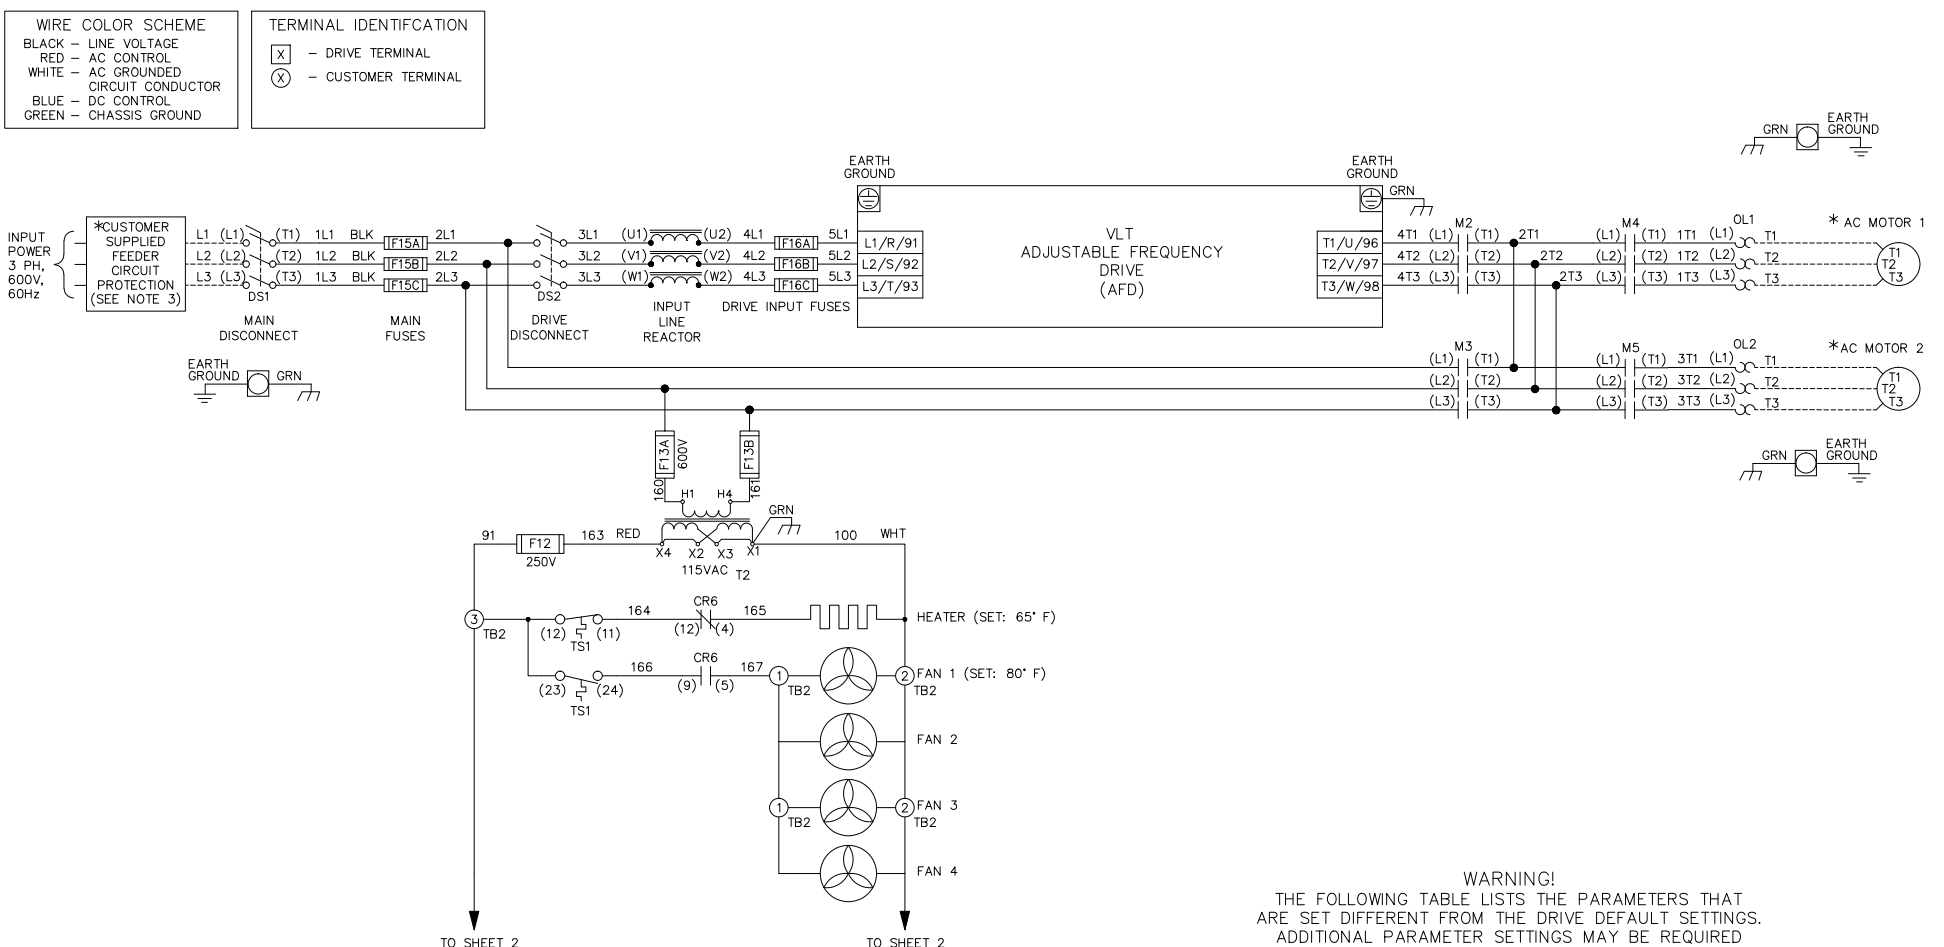 WIRE COLOR SCHEME
BLACK – LINE VOLTAGE
RED – AC CONTROL
WHITE – AC GROUNDED
CIRCUIT CONDUCTOR
BLUE – DC CONTROL
GREEN – CHASSIS GROUND
TERMINAL IDENTIFCATION
X – DRIVE TERMINAL
X – CUSTOMER TERMINAL
GRN
EARTH
GROUND
EARTH
GROUND
EARTH
GROUND
GRN
INPUT
POWER
3 PH,
600V,
60Hz
*CUSTOMER
SUPPLIED
FEEDER
CIRCUIT
PROTECTION
(SEE NOTE 3)
L1 (L1) (T1) 1L1 BLK F15A 2L1 3L1 (U1) (U2) 4L1 F16A 5L1 L1/R/91
L2 (L2) (T2) 1L2 BLK F15B 2L2 3L2 (V1) (V2) 4L2 F16B 5L2 L2/S/92
L3 (L3) (T3) 1L3 BLK F15C 2L3 3L3 (W1) (W2) 4L3 F16C 5L3 L3/T/93
DS1
DS2
MAIN
DISCONNECT
MAIN
FUSES
DRIVE
DISCONNECT
INPUT
LINE
REACTOR
DRIVE INPUT FUSES
VLT
ADJUSTABLE FREQUENCY
DRIVE
(AFD)
M2
M4
OL1
* AC MOTOR 1
T1/U/96 4T1 (L1) (T1) 2T1 (L1) (T1) 1T1 (L1) T1
T2/V/97 4T2 (L2) (T2) 2T2 (L2) (T2) 1T2 (L2) T2
T3/W/98 4T3 (L3) (T3) 2T3 (L3) (T3) 1T3 (L3) T3
T1
T2
T3
EARTH
GROUND
GRN
M3
M5
OL2
*AC MOTOR 2
(L1) (T1) (L1) (T1) 3T1 (L1) T1
(L2) (T2) (L2) (T2) 3T2 (L2) T2
(L3) (T3) (L3) (T3) 3T3 (L3) T3
T1
T2
T3
GRN
EARTH
GROUND
F13A
600V
F13B
160
161
H1 H4
GRN
91 F12 163 RED
250V
X4 X2 X3 X1
115VAC T2
100 WHT
3
TB2
(12) (11)
TS1
164
CR6
(12) (4)
165
HEATER (SET: 65° F)
(23) (24)
TS1
166
CR6
(9) (5)
167
1
TB2
2
TB2
FAN 1 (SET: 80° F)
FAN 2
1
TB2
2
TB2
FAN 3
FAN 4
TO SHEET 2
TO SHEET 2
WARNING!
THE FOLLOWING TABLE LISTS THE PARAMETERS THAT
ARE SET DIFFERENT FROM THE DRIVE DEFAULT SETTINGS.
ADDITIONAL PARAMETER SETTINGS MAY BE REQUIRED